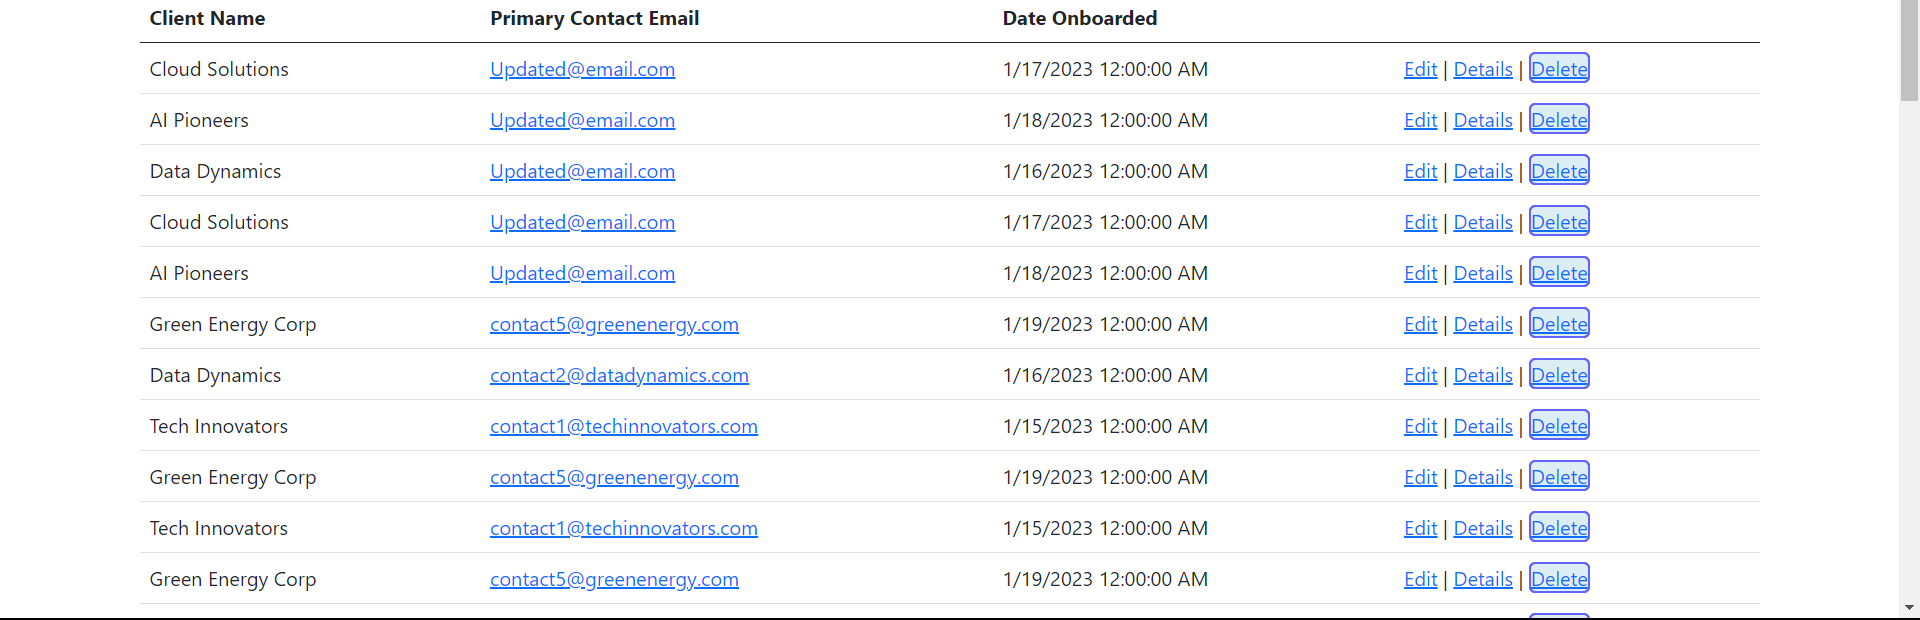 Client Name Primary Contact Email Date Onboarded
Cloud Solutions Updated@email.com 1/17/2023 12:00:00 AM Edit | Details | Delete
AI Pioneers Updated@email.com 1/18/2023 12:00:00 AM Edit | Details | Delete
Data Dynamics Updated@email.com 1/16/2023 12:00:00 AM Edit | Details | Delete
Cloud Solutions Updated@email.com 1/17/2023 12:00:00 AM Edit | Details | Delete
AI Pioneers Updated@email.com 1/18/2023 12:00:00 AM Edit | Details | Delete
Green Energy Corp contact5@greenenergy.com 1/19/2023 12:00:00 AM Edit | Details | Delete
Data Dynamics contact2@datadynamics.com 1/16/2023 12:00:00 AM Edit | Details | Delete
Tech Innovators contact1@techinnovators.com 1/15/2023 12:00:00 AM Edit | Details | Delete
Green Energy Corp contact5@greenenergy.com 1/19/2023 12:00:00 AM Edit | Details | Delete
Tech Innovators contact1@techinnovators.com 1/15/2023 12:00:00 AM Edit | Details | Delete
Green Energy Corp contact5@greenenergy.com 1/19/2023 12:00:00 AM Edit | Details | Delete